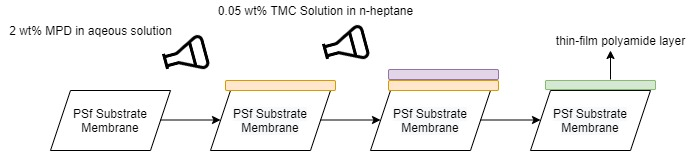 0.05 wt% TMC Solution in n-heptane
2 wt% MPD in aqeous solution
thin-film polyamide layer
PSf Substrate
Membrane
PSf Substrate
Membrane
PSf Substrate
Membrane
PSf Substrate
Membrane